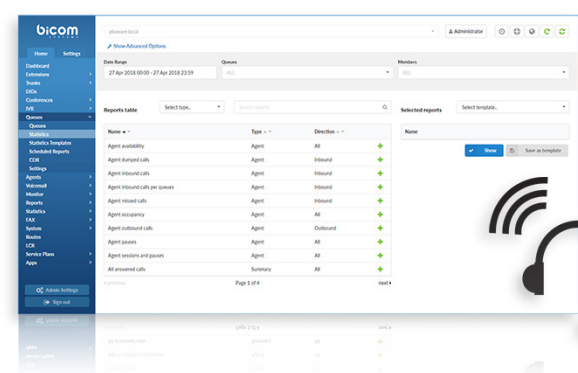 bicom
SYSTEMS
pbxware.local
Administrator
Show Advanced Options
Home Settings
Dashboard
Extensions
Trunks
DIDs
Conferences
IVR
Queues
Queues
Statistics
Statistics Templates
Scheduled Reports
CDR
Settings
Agents
Voicemail
Monitor
Reports
Statistics
FAX
System
Routes
LCR
Service Plans
Apps
Admin Settings
Sign out
Date Range Queues Members
27 Apr 2018 00:00 - 27 Apr 2018 23:59 ALL ALL
Reports table Select type.. Search reports Selected reports Select template..
Name Type Direction Name
Agent availability Agent All
Agent dumped calls Agent Inbound
Agent inbound calls Agent Inbound
Agent inbound calls per queues Agent Inbound
Agent missed calls Agent Inbound
Agent occupancy Agent All
Agent outbound calls Agent Outbound
Agent pauses Agent All
Agent sessions and pauses Agent All
All answered calls Summary All
previous Page 1 of 4 next
Show Save as template